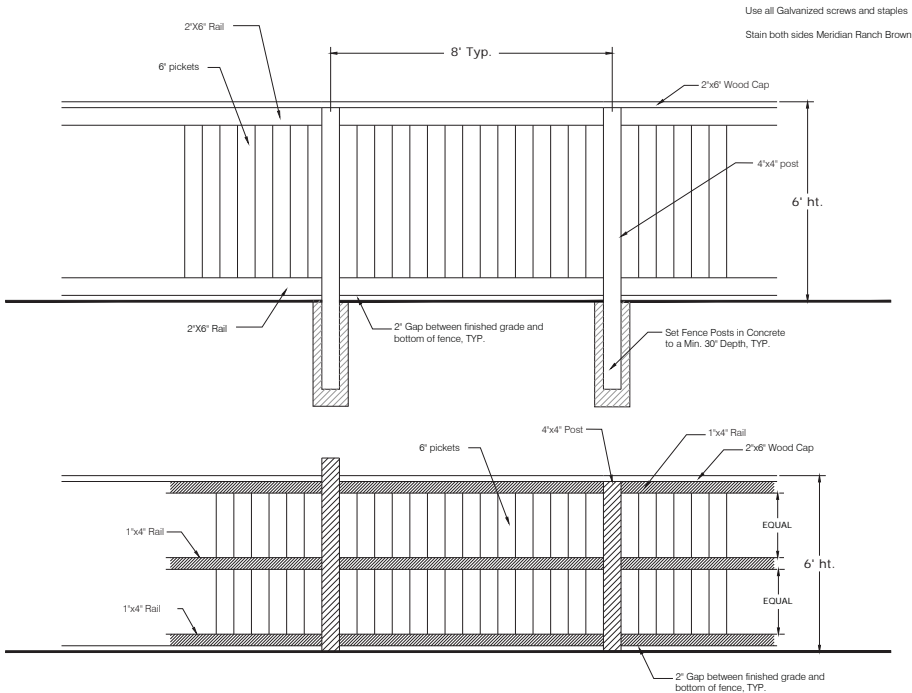 Use all Galvanized screws and staples
Stain both sides Meridian Ranch Brown
2"X6" Rail
8' Typ.
6" pickets
2"x6" Wood Cap
4"x4" post
6' ht.
2"X6" Rail
2" Gap between finished grade and
bottom of fence, TYP.
Set Fence Posts in Concrete
to a Min. 30" Depth, TYP.
4"x4" Post
1"x4" Rail
6" pickets
2"x6" Wood Cap
1"x4" Rail
EQUAL
6' ht.
EQUAL
1"x4" Rail
2" Gap between finished grade and
bottom of fence, TYP.